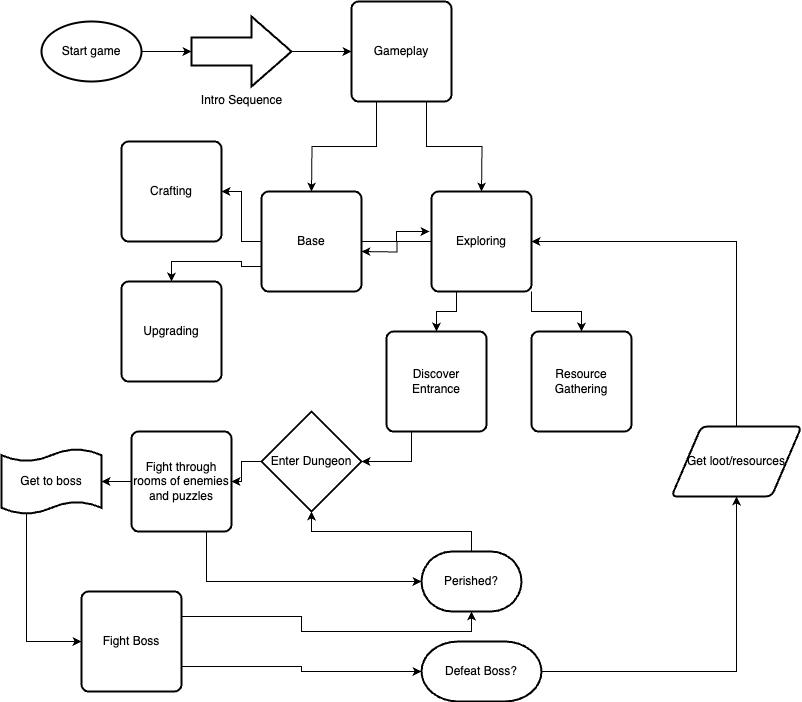 Start game
Intro Sequence
Gameplay
Crafting
Base
Exploring
Upgrading
Discover
Entrance
Resource
Gathering
Enter Dungeon
Get loot/resources
Fight through
rooms of enemies
and puzzles
Get to boss
Perished?
Fight Boss
Defeat Boss?